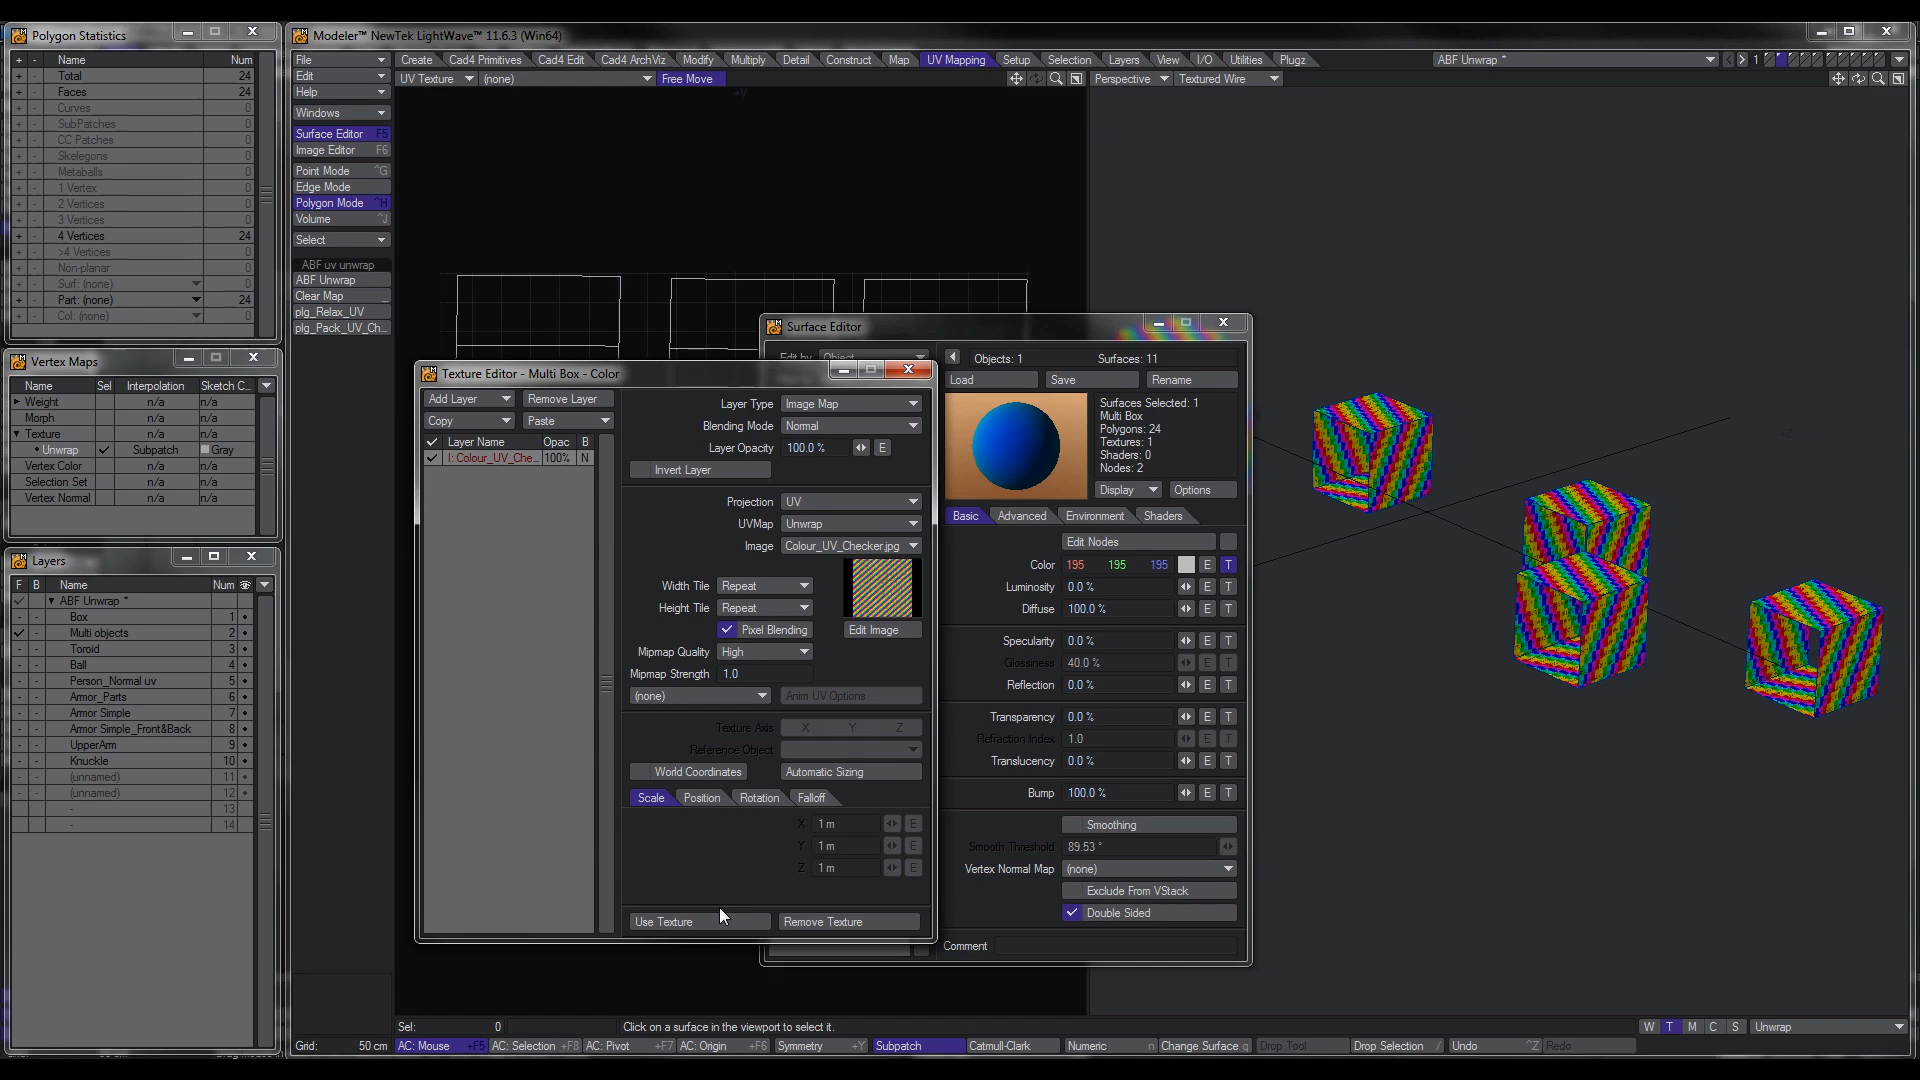 Polygon Statistics
Name Num
Total 24
Faces 24
Curves 0
SubPatches 0
CC Patches 0
Skelegons 0
Metaballs 0
1 Vertex 0
2 Vertices 0
3 Vertices 0
4 Vertices 24
>4 Vertices 0
Non-planar 0
Surf: (none) 0
Part: (none) 24
Col: (none) 0
Vertex Maps
Name Sel Interpolation Sketch C...
Weight n/a n/a
Morph n/a n/a
Texture n/a n/a
Unwrap Subpatch Gray
Vertex Color n/a n/a
Selection Set n/a n/a
Vertex Normal n/a n/a
Layers
F B Name Num
ABF Unwrap *
Box 1
Multi objects 2
Toroid 3
Ball 4
Person_Normal uv 5
Armor_Parts 6
Armor Simple 7
Armor Simple_Front&Back 8
UpperArm 9
Knuckle 10
(unnamed) 11
(unnamed) 12
- 13
- 14
Modeler™ NewTek LightWave™ 11.6.3 (Win64)
File
Edit
Help
Windows
Surface Editor F5
Image Editor F6
Point Mode ^G
Edge Mode
Polygon Mode ^H
Volume ^J
Select
ABF uv unwrap
ABF Unwrap
Clear Map _
plg_Relax_UV
plg_Pack_UV_Ch...
Create Cad4 Primitives Cad4 Edit Cad4 ArchViz Modify Multiply Detail Construct Map UV Mapping Setup Selection Layers View I/O Utilities Plugz ABF Unwrap * 1
UV Texture (none) Free Move Perspective Textured Wire
Surface Editor
Objects: 1 Surfaces: 11
Load Save Rename
Surfaces Selected: 1
Multi Box
Polygons: 24
Textures: 1
Shaders: 0
Nodes: 2
Display Options
Basic Advanced Environment Shaders
Edit Nodes
Color 195 195 195 E T
Luminosity 0.0 % E T
Diffuse 100.0 % E T
Specularity 0.0 % E T
Glossiness 40.0 % E T
Reflection 0.0 % E T
Transparency 0.0 % E T
Refraction Index 1.0 E T
Translucency 0.0 % E T
Bump 100.0 % E T
Smoothing
Smooth Threshold 89.53 °
Vertex Normal Map (none)
Exclude From VStack
Double Sided
Comment
Texture Editor - Multi Box - Color
Add Layer Remove Layer
Copy Paste
Layer Name Opac B
I: Colour_UV_Che... 100% N
Layer Type Image Map
Blending Mode Normal
Layer Opacity 100.0 % E
Invert Layer
Projection UV
UVMap Unwrap
Image Colour_UV_Checker.jpg
Width Tile Repeat
Height Tile Repeat
Pixel Blending Edit Image
Mipmap Quality High
Mipmap Strength 1.0
(none) Anim UV Options
Texture Axis X Y Z
Reference Object
World Coordinates Automatic Sizing
Scale Position Rotation Falloff
X 1 m E
Y 1 m E
Z 1 m E
Use Texture Remove Texture
Sel: 0 Click on a surface in the viewport to select it. W T M C S Unwrap
Grid: 50 cm AC: Mouse +F5 AC: Selection +F8 AC: Pivot +F7 AC: Origin +F6 Symmetry +Y Subpatch Catmull-Clark Numeric n Change Surface q Drop Tool Drop Selection / Undo ^Z Redo